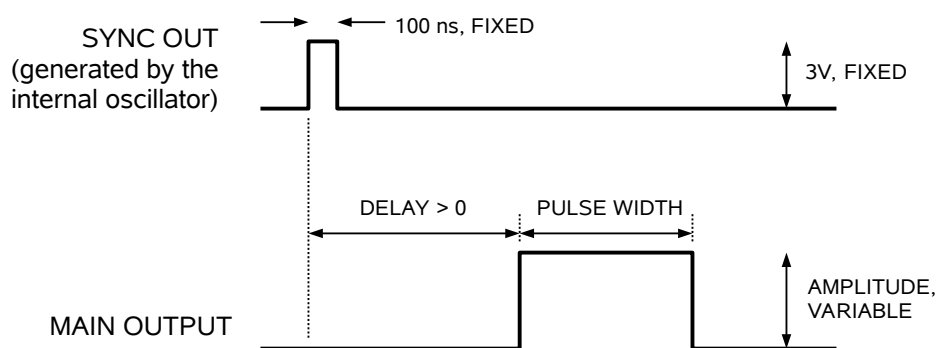 100 ns, FIXED
SYNC OUT
(generated by the
internal oscillator)
3V, FIXED
DELAY > 0
PULSE WIDTH
AMPLITUDE,
VARIABLE
MAIN OUTPUT